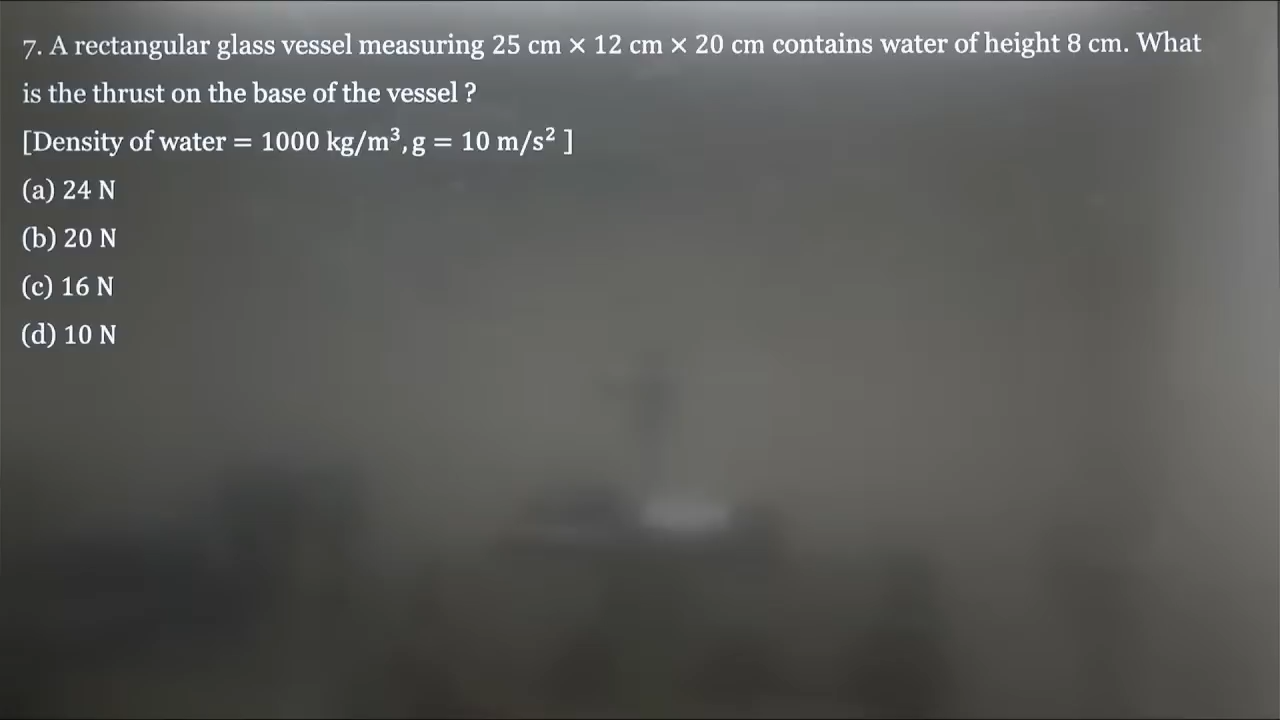 7. A rectangular glass vessel measuring 25 cm × 12 cm × 20 cm contains water of height 8 cm. What
is the thrust on the base of the vessel ?
[Density of water = 1000 kg/m³, g = 10 m/s² ]
(a) 24 N
(b) 20 N
(c) 16 N
(d) 10 N